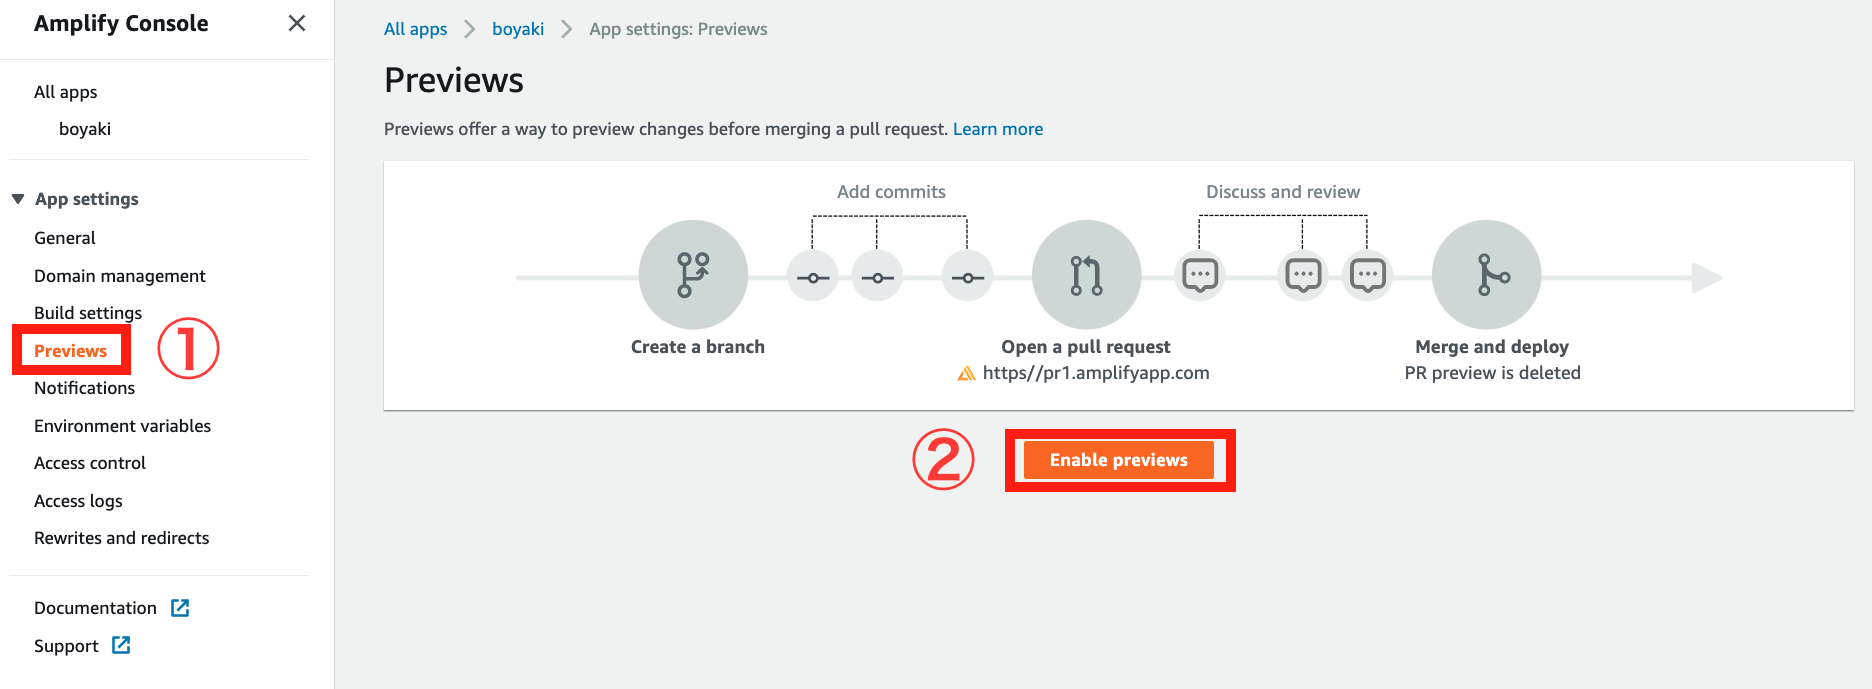 Amplify Console
All apps
boyaki
App settings
General
Domain management
Build settings
Previews
①
Notifications
Environment variables
Access control
Access logs
Rewrites and redirects
Documentation
Support
All apps > boyaki > App settings: Previews
Previews
Previews offer a way to preview changes before merging a pull request. Learn more
Add commits
Discuss and review
Create a branch
Open a pull request
https//pr1.amplifyapp.com
Merge and deploy
PR preview is deleted
②
Enable previews